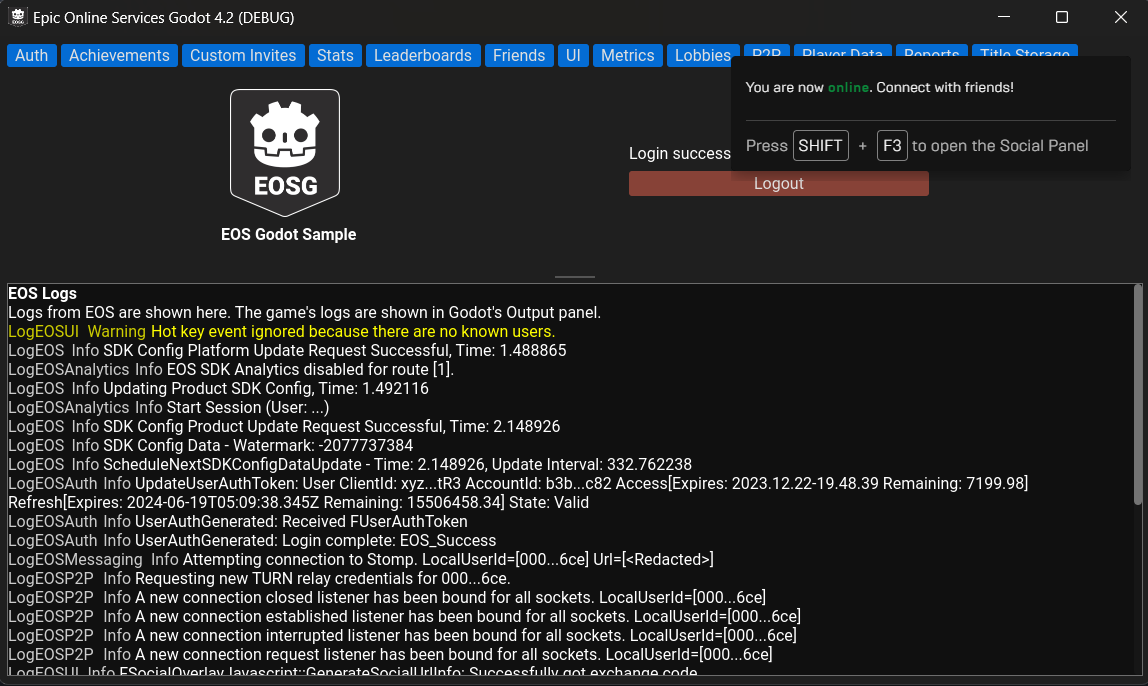 Epic Online Services Godot 4.2 (DEBUG)
Auth Achievements Custom Invites Stats Leaderboards Friends UI Metrics Lobbies P2P Player Data Reports Title Storage
You are now online. Connect with friends!
Press SHIFT + F3 to open the Social Panel
EOSG
EOS Godot Sample
Login success
Logout
EOS Logs
Logs from EOS are shown here. The game's logs are shown in Godot's Output panel.
LogEOSUI Warning Hot key event ignored because there are no known users.
LogEOS Info SDK Config Platform Update Request Successful, Time: 1.488865
LogEOSAnalytics Info EOS SDK Analytics disabled for route [1].
LogEOS Info Updating Product SDK Config, Time: 1.492116
LogEOSAnalytics Info Start Session (User: ...)
LogEOS Info SDK Config Product Update Request Successful, Time: 2.148926
LogEOS Info SDK Config Data - Watermark: -2077737384
LogEOS Info ScheduleNextSDKConfigDataUpdate - Time: 2.148926, Update Interval: 332.762238
LogEOSAuth Info UpdateUserAuthToken: User ClientId: xyz...tR3 AccountId: b3b...c82 Access[Expires: 2023.12.22-19.48.39 Remaining: 7199.98]
Refresh[Expires: 2024-06-19T05:09:38.345Z Remaining: 15506458.34] State: Valid
LogEOSAuth Info UserAuthGenerated: Received FUserAuthToken
LogEOSAuth Info UserAuthGenerated: Login complete: EOS_Success
LogEOSMessaging Info Attempting connection to Stomp. LocalUserId=[000...6ce] Url=[<Redacted>]
LogEOSP2P Info Requesting new TURN relay credentials for 000...6ce.
LogEOSP2P Info A new connection closed listener has been bound for all sockets. LocalUserId=[000...6ce]
LogEOSP2P Info A new connection established listener has been bound for all sockets. LocalUserId=[000...6ce]
LogEOSP2P Info A new connection interrupted listener has been bound for all sockets. LocalUserId=[000...6ce]
LogEOSP2P Info A new connection request listener has been bound for all sockets. LocalUserId=[000...6ce]
LogEOSUI Info FSocialOverlayJavascript::GenerateSocialUrlInfo: Successfully got exchange code